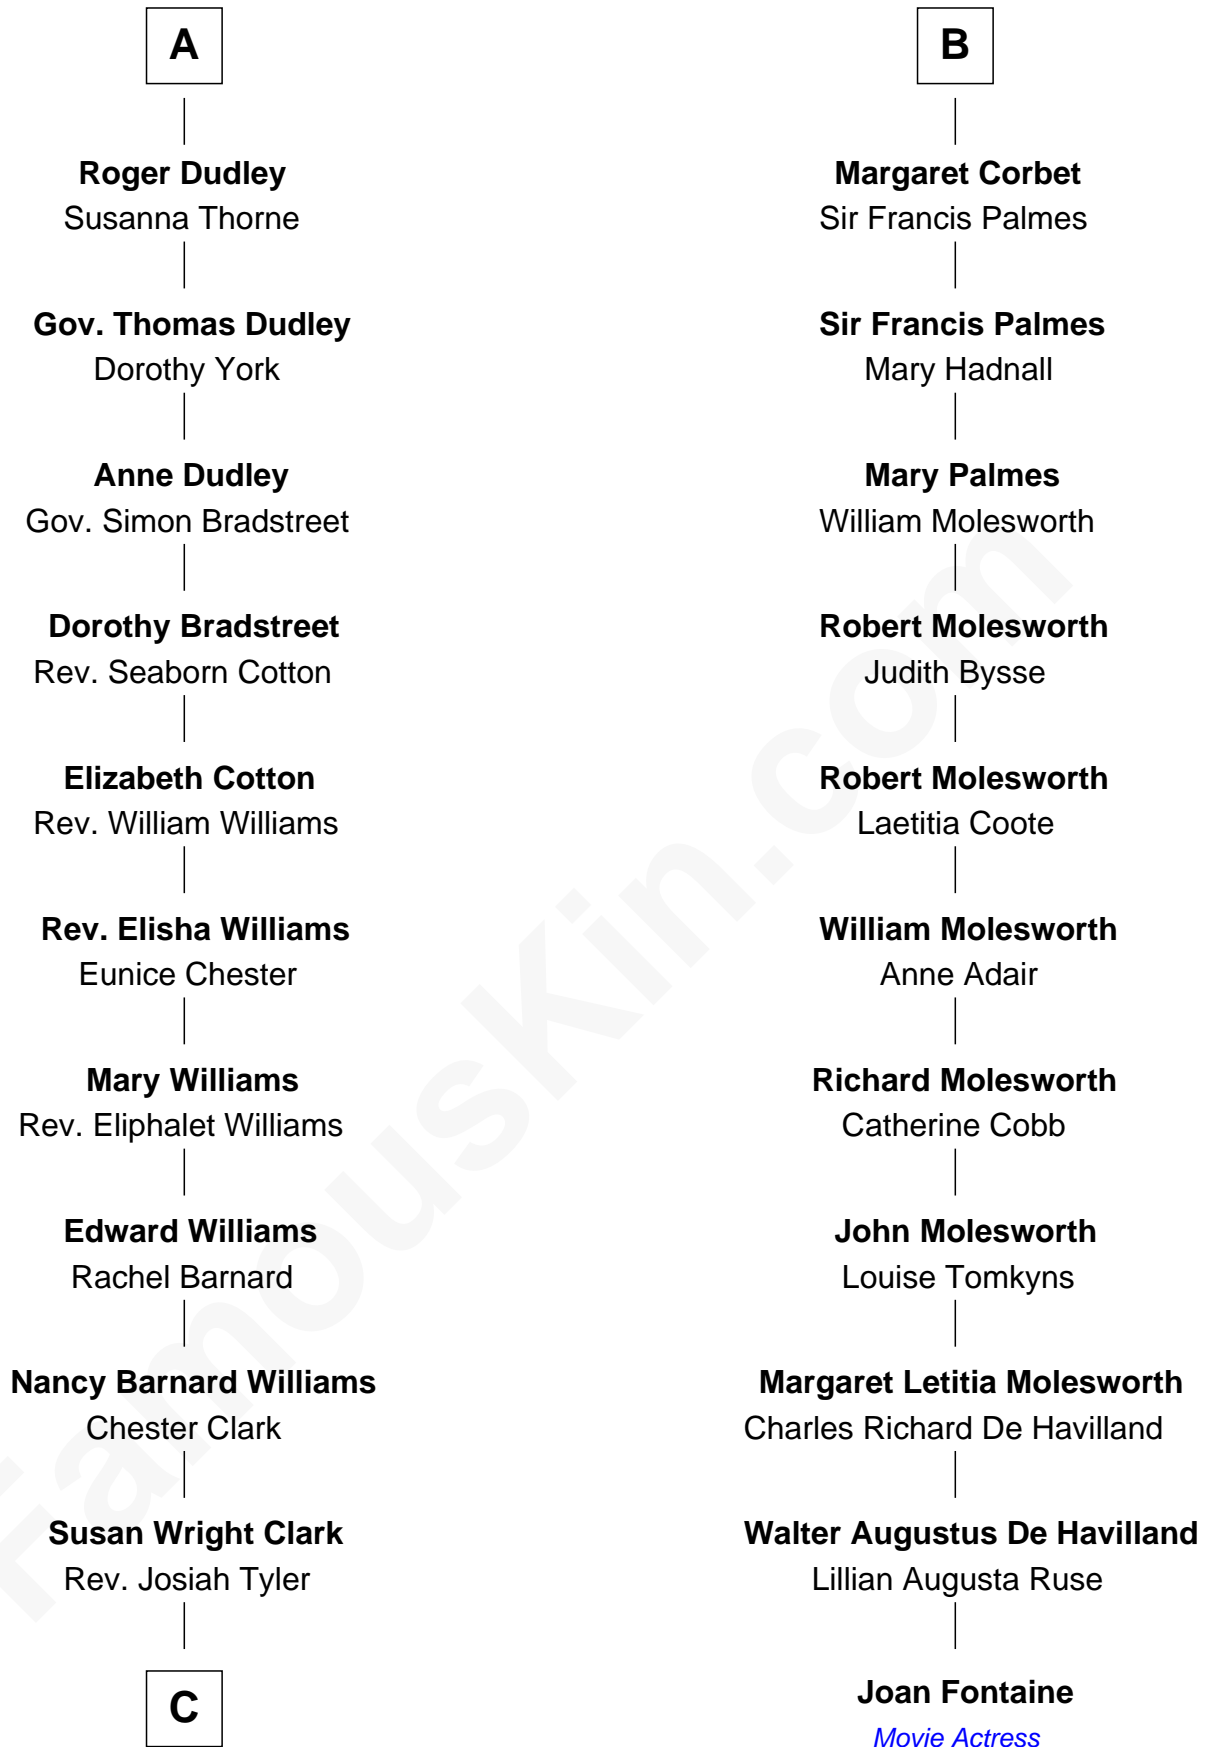 A
Roger Dudley
Susanna Thorne
Gov. Thomas Dudley
Dorothy York
Anne Dudley
Gov. Simon Bradstreet
Dorothy Bradstreet
Rev. Seaborn Cotton
Elizabeth Cotton
Rev. William Williams
Rev. Elisha Williams
Eunice Chester
Mary Williams
Rev. Eliphalet Williams
Edward Williams
Rachel Barnard
Nancy Barnard Williams
Chester Clark
Susan Wright Clark
Rev. Josiah Tyler
C
B
Margaret Corbet
Sir Francis Palmes
Sir Francis Palmes
Mary Hadnall
Mary Palmes
William Molesworth
Robert Molesworth
Judith Bysse
Robert Molesworth
Laetitia Coote
William Molesworth
Anne Adair
Richard Molesworth
Catherine Cobb
John Molesworth
Louise Tomkyns
Margaret Letitia Molesworth
Charles Richard De Havilland
Walter Augustus De Havilland
Lillian Augusta Ruse
Joan Fontaine
Movie Actress
FamousKin.com